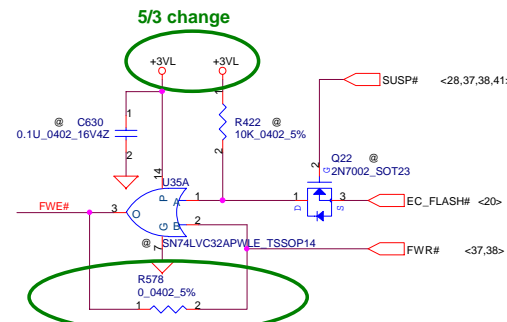 5/3 change
+3VL +3VL
SUSP# <28,37,38,41>
@ C630
0.1U_0402_16V4Z
1
2
R422 @
10K_0402_5%
1
2
Q22 @
2N7002_SOT23
2
G
1
D
3
S
EC_FLASH# <20>
U35A
14
P
A 1
B 2
O 3
G
7
FWE#
@ SN74LVC32APWLE_TSSOP14
FWR# <37,38>
R578
0_0402_5%
1 2